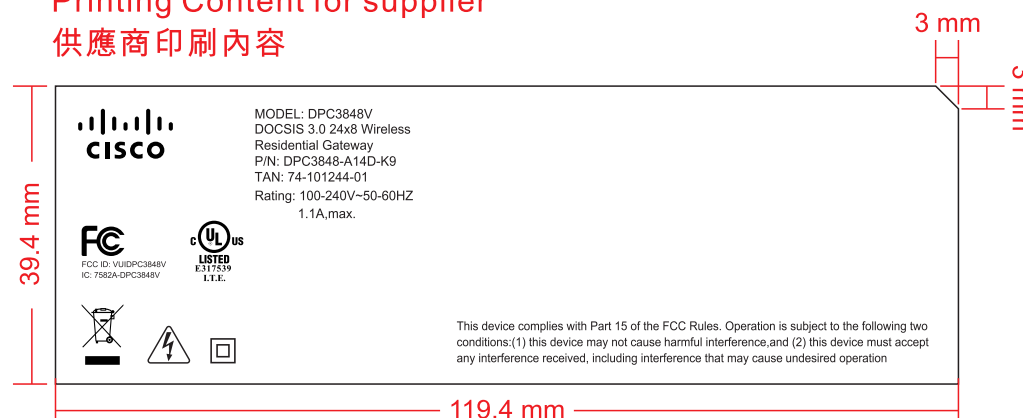 Printing Content for supplier
供應商印刷內容
3 mm
3 mm
CISCO
MODEL: DPC3848V
DOCSIS 3.0 24x8 Wireless
Residential Gateway
P/N: DPC3848-A14D-K9
TAN: 74-101244-01
Rating: 100-240V~50-60HZ
1.1A,max.
39.4 mm
FC
FCC ID: VUIDPC3848V
IC: 7582A-DPC3848V
C UL US
LISTED
E317539
I.T.E.
This device complies with Part 15 of the FCC Rules. Operation is subject to the following two
conditions:(1) this device may not cause harmful interference,and (2) this device must accept
any interference received, including interference that may cause undesired operation
119.4 mm